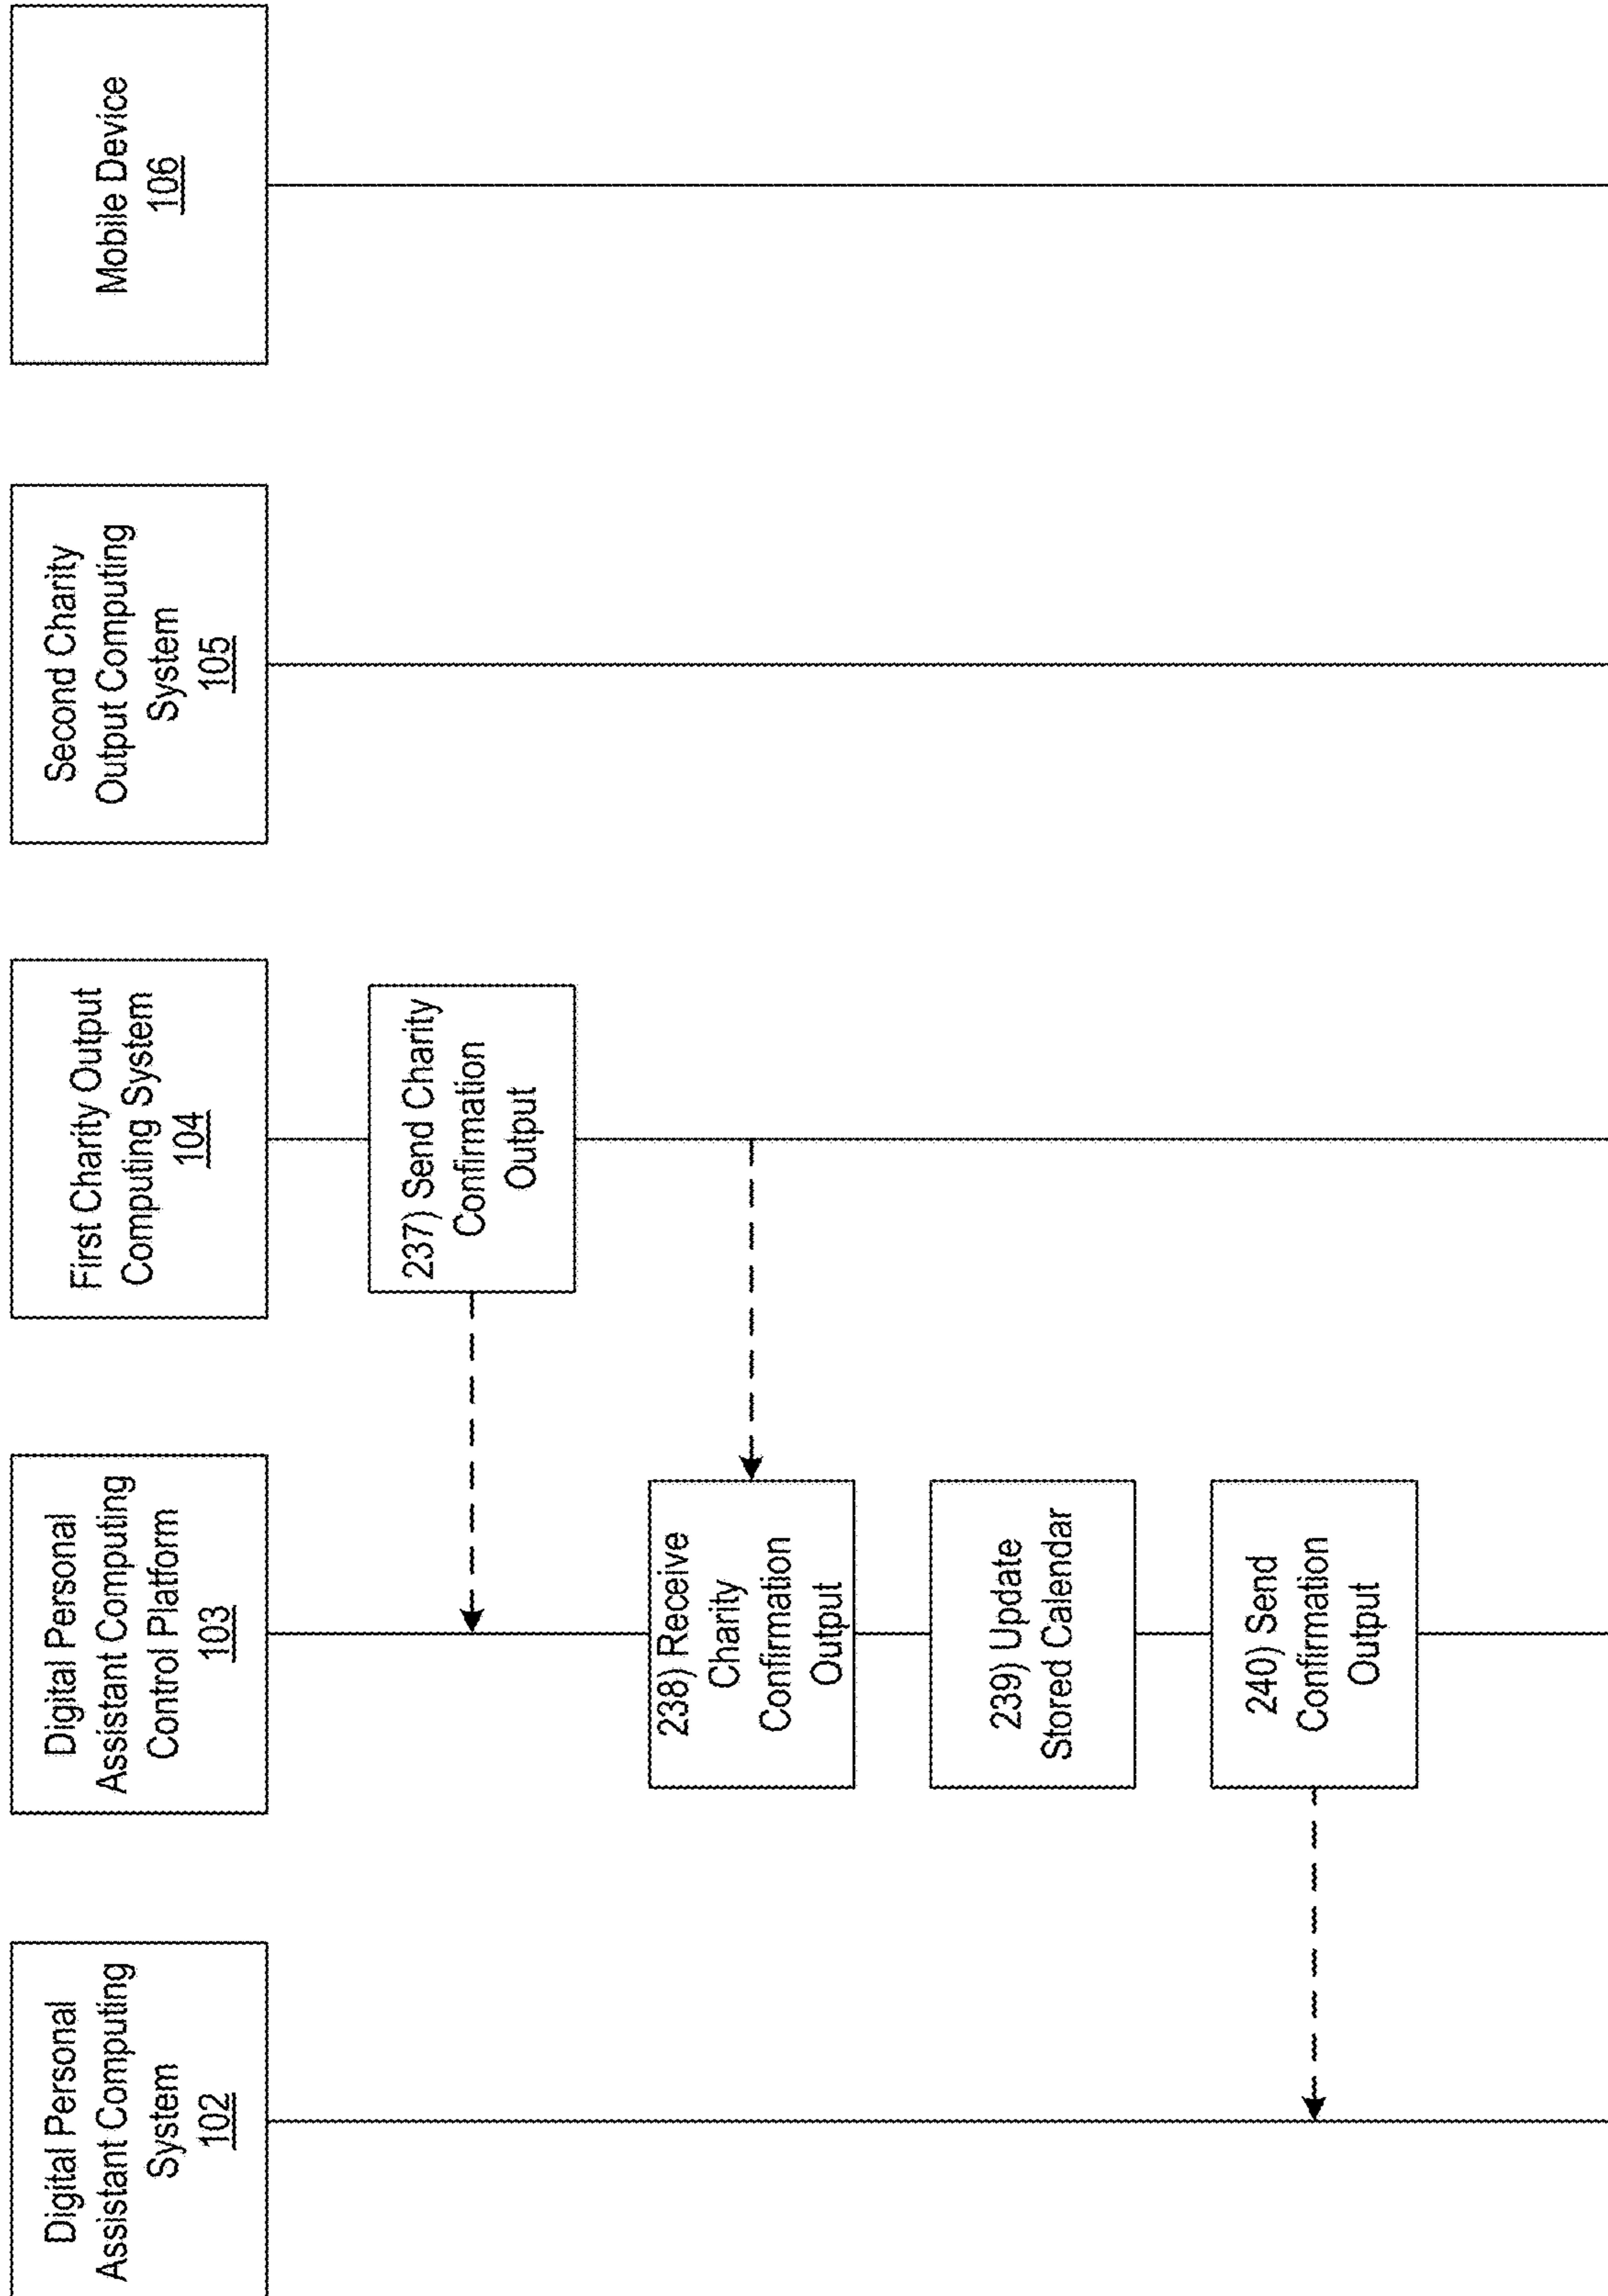 Digital Personal
Assistant Computing
System
102
Digital Personal
Assistant Computing
Control Platform
103
First Charity Output
Computing System
104
Second Charity
Output Computing
System
105
Mobile Device
106
237) Send Charity
Confirmation
Output
238) Receive
Charity
Confirmation
Output
239) Update
Stored Calendar
240) Send
Confirmation
Output